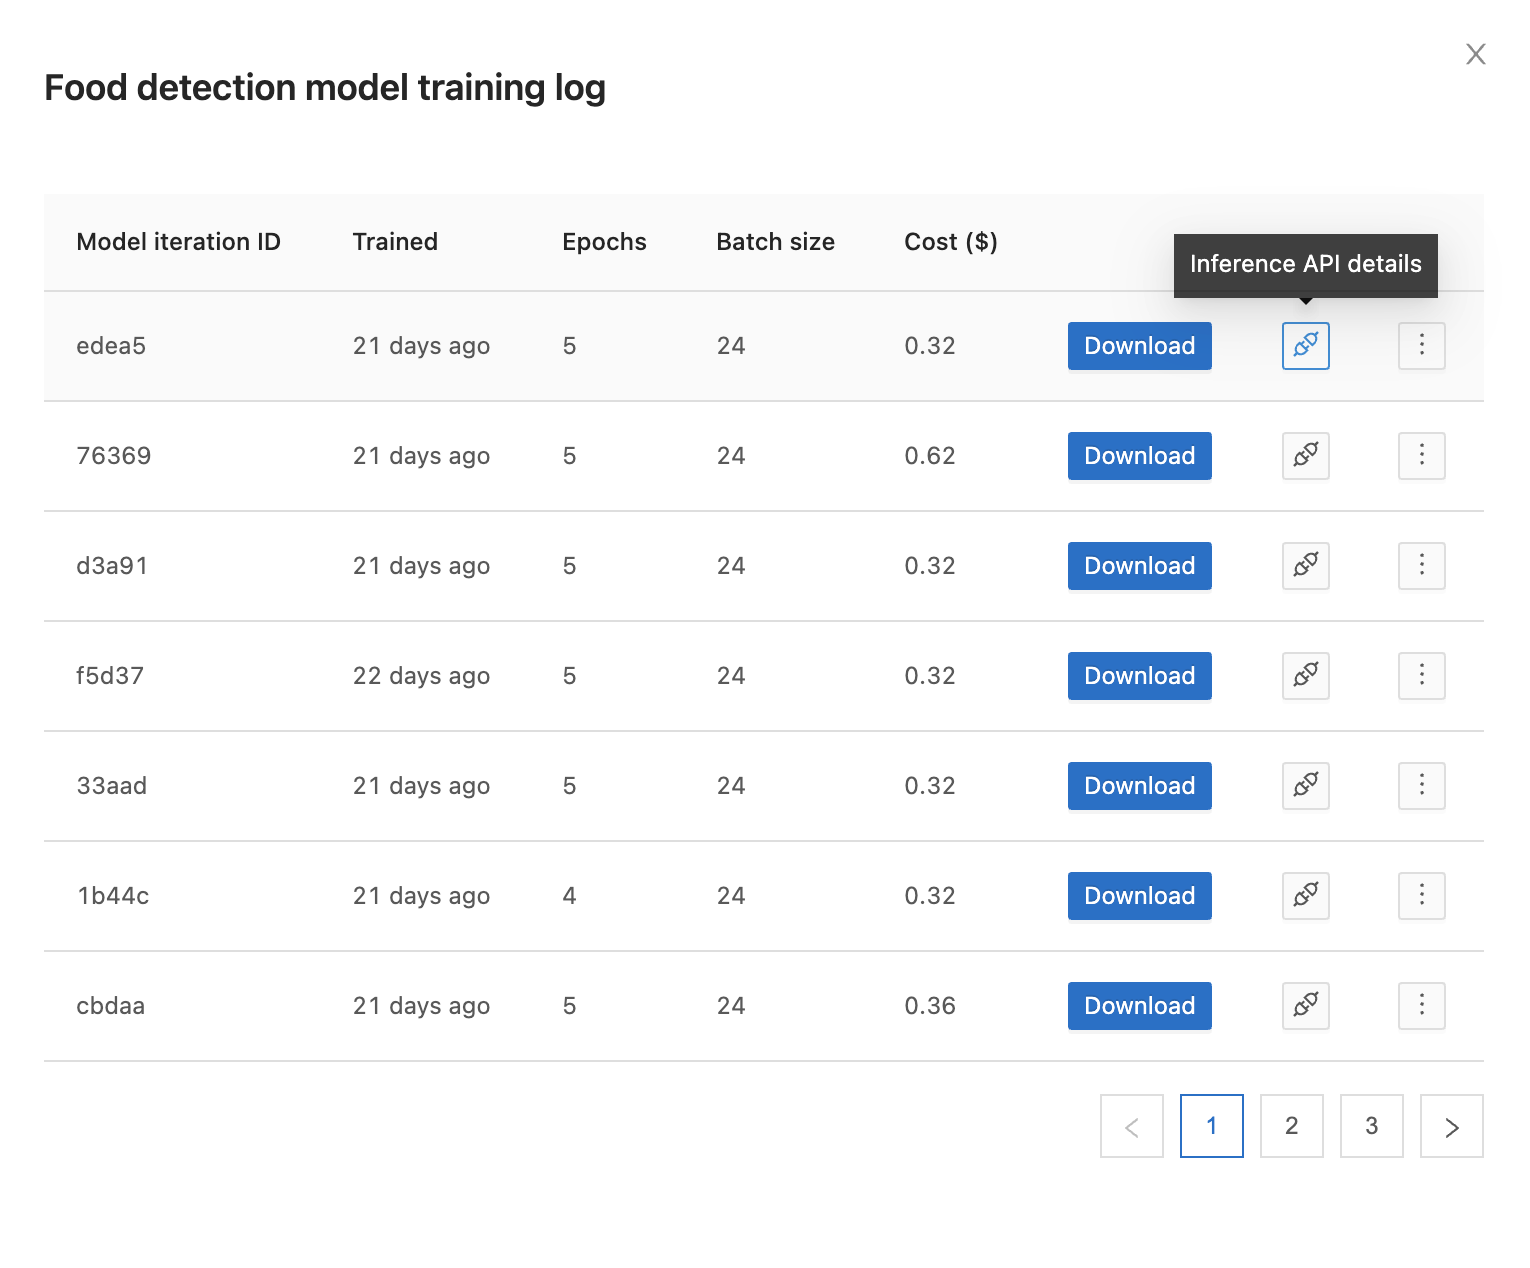 Food detection model training log
Model iteration ID Trained Epochs Batch size Cost ($)
Inference API details
edea5 21 days ago 5 24 0.32 Download
76369 21 days ago 5 24 0.62 Download
d3a91 21 days ago 5 24 0.32 Download
f5d37 22 days ago 5 24 0.32 Download
33aad 21 days ago 5 24 0.32 Download
1b44c 21 days ago 4 24 0.32 Download
cbdaa 21 days ago 5 24 0.36 Download
1 2 3